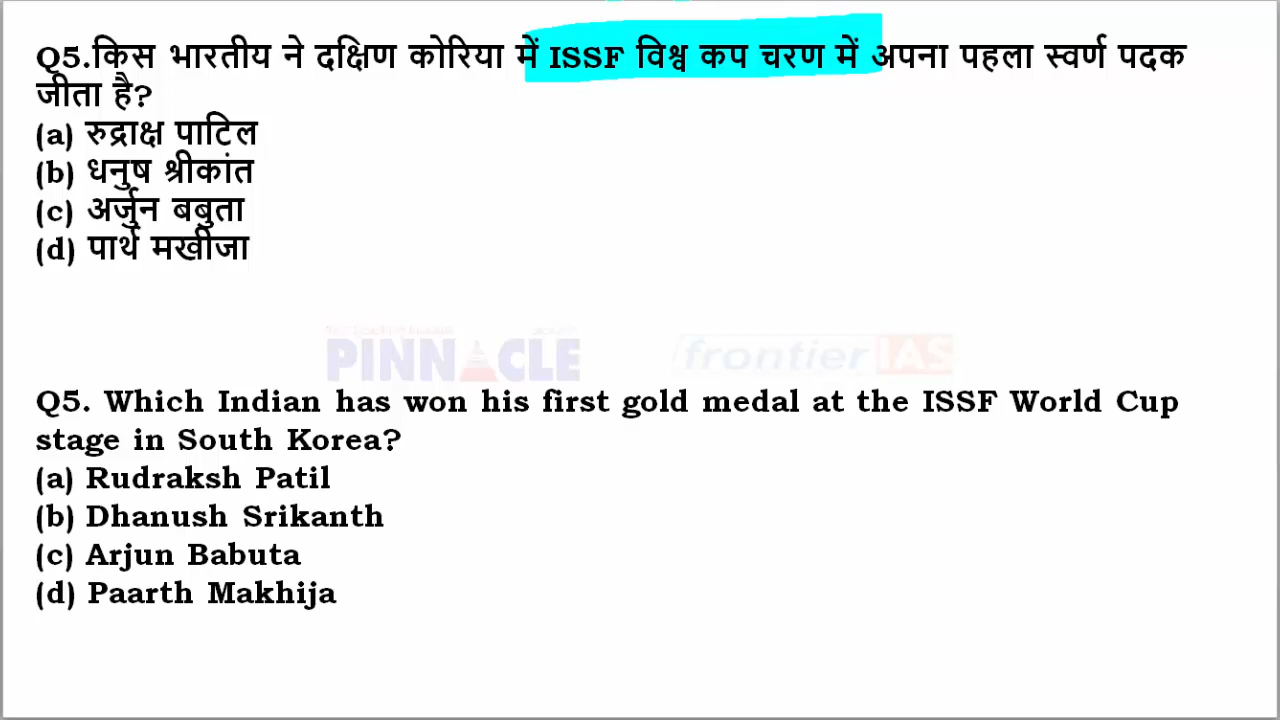 Q5.किस भारतीय ने दक्षिण कोरिया में ISSF विश्व कप चरण में अपना पहला स्वर्ण पदक
जीता है?
(a) रुद्राक्ष पाटिल
(b) धनुष श्रीकांत
(c) अर्जुन बबुता
(d) पार्थ मखीजा
PINNACLE frontier IAS
Q5. Which Indian has won his first gold medal at the ISSF World Cup
stage in South Korea?
(a) Rudraksh Patil
(b) Dhanush Srikanth
(c) Arjun Babuta
(d) Paarth Makhija